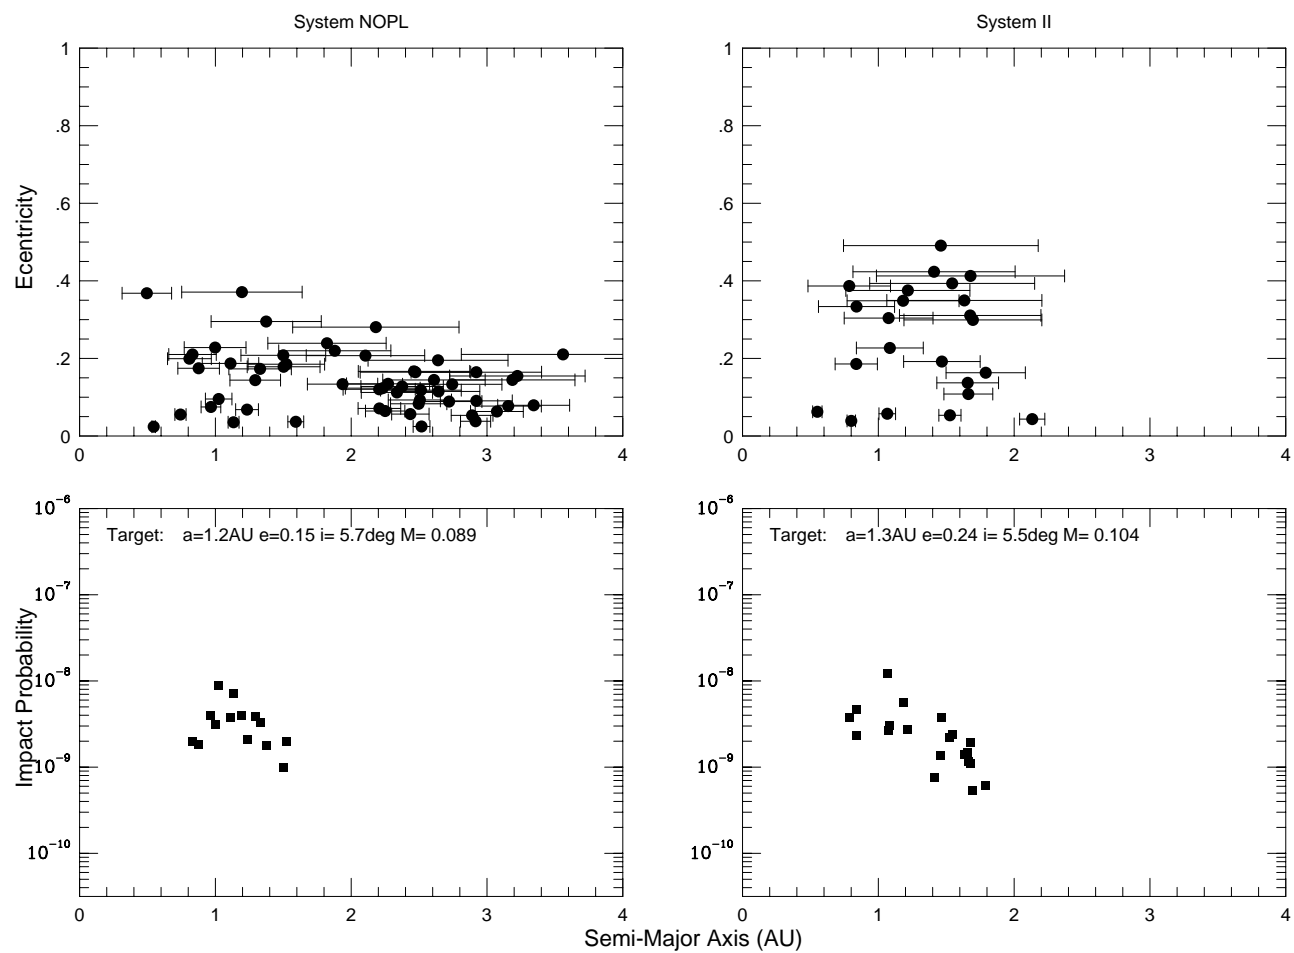 System NOPL
System II
1
.8
.6
.4
.2
0
Ecentricity
0 1 2 3 4
1
.8
.6
.4
.2
0
0 1 2 3 4
10-6
10-7
10-8
10-9
10-10
Impact Probability
Target: a=1.2AU e=0.15 i= 5.7deg M= 0.089
0 1 2 3 4
10-6
10-7
10-8
10-9
10-10
Target: a=1.3AU e=0.24 i= 5.5deg M= 0.104
0 1 2 3 4
Semi-Major Axis (AU)